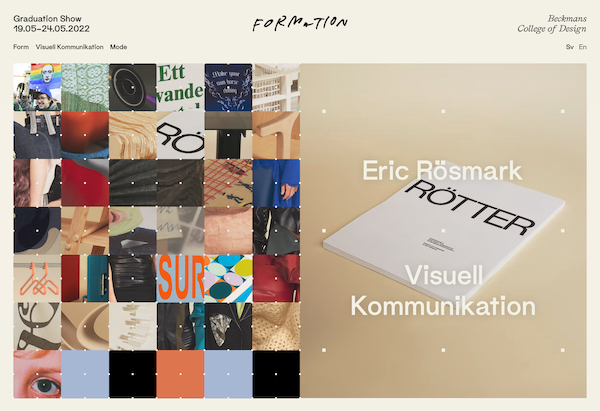 Graduation Show
19.05–24.05.2022
FORMATION
Beckmans
College of Design
Form Visuell Kommunikation Mode
Sv En
Ett
vande
Make your
own horse
RÖ
SUR
Eric Rösmark
RÖTTER
Visuell
Kommunikation